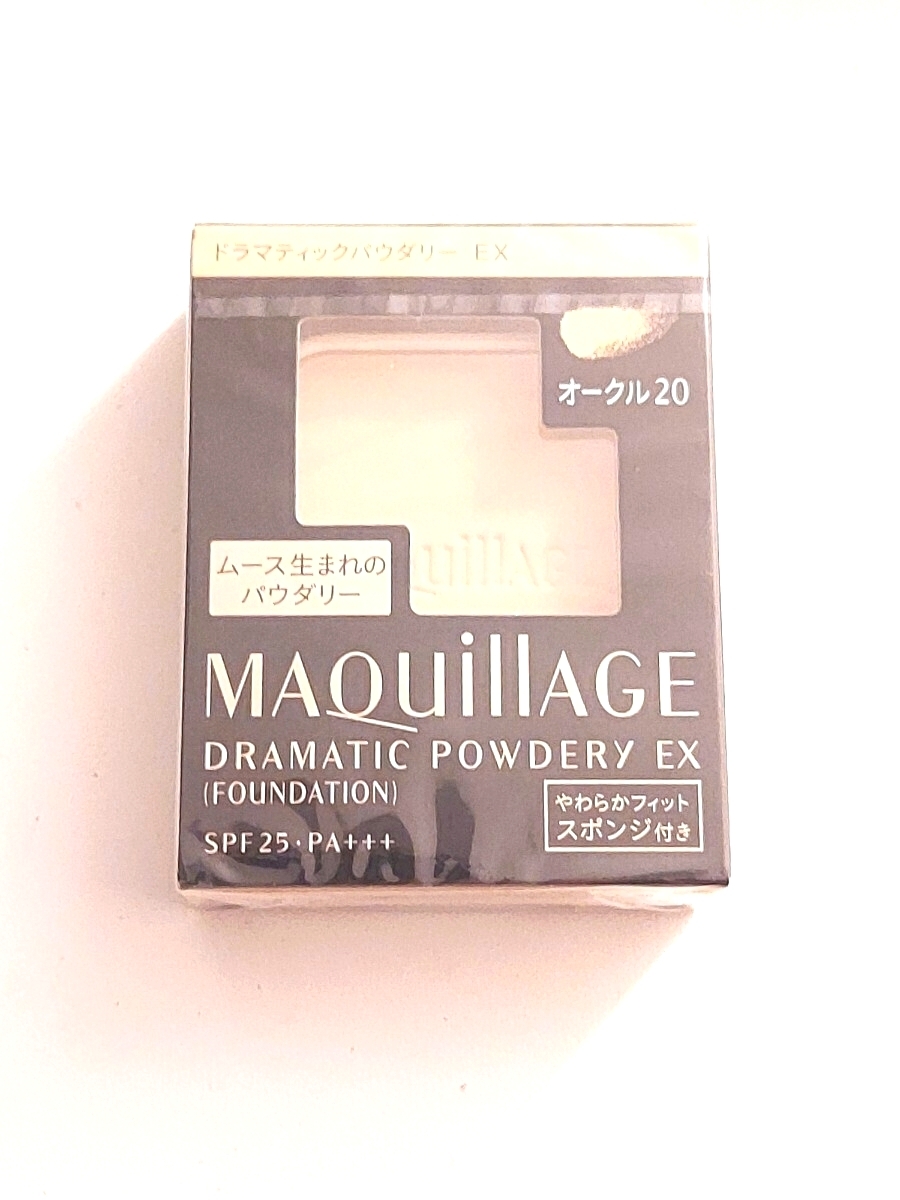 ドラマティックパウダリー EX
オークル20
ムース生まれの
パウダリー
MAQuillAGE
DRAMATIC POWDERY EX
(FOUNDATION)
やわらかフィット
スポンジ付き
SPF25・PA+++